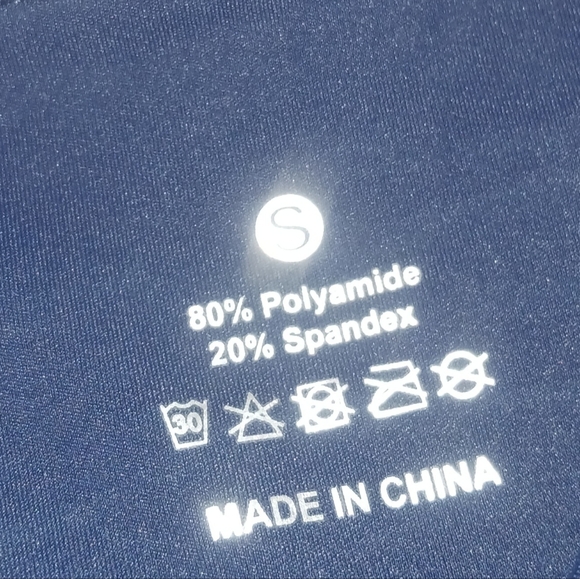 S
80% Polyamide
20% Spandex
30
MADE IN CHINA